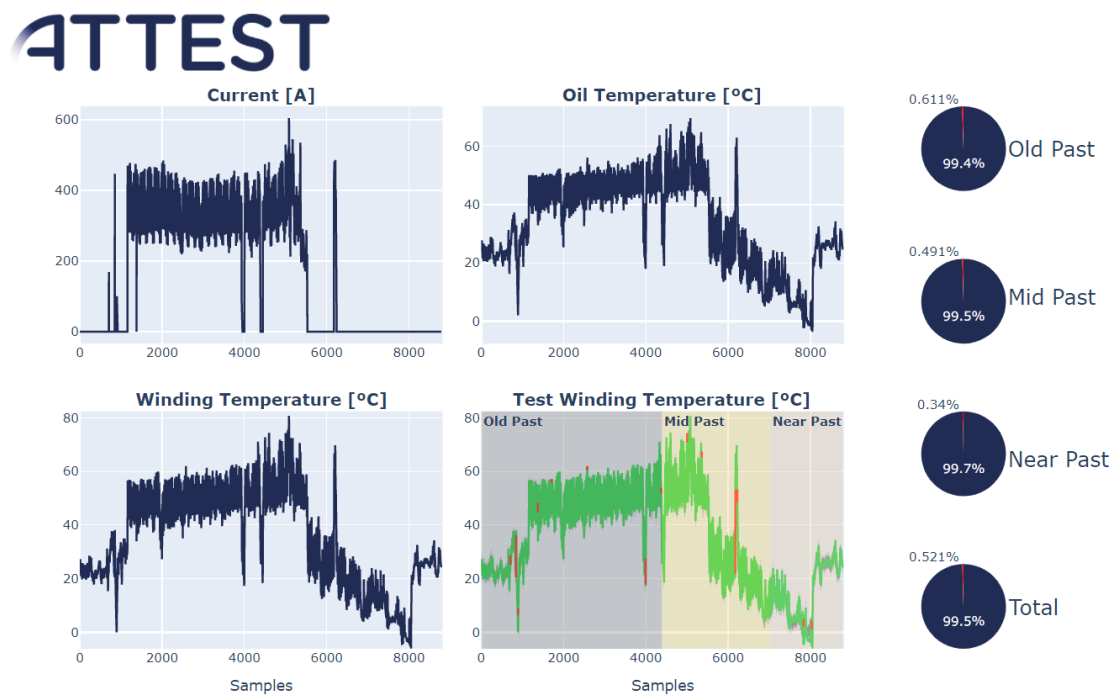 ATTEST
Current [A]
600
400
200
0
0 2000 4000 6000 8000
Oil Temperature [ºC]
60
40
20
0
0 2000 4000 6000 8000
0.611%
99.4%
Old Past
0.491%
99.5%
Mid Past
Winding Temperature [ºC]
80
60
40
20
0
0 2000 4000 6000 8000
Samples
Test Winding Temperature [ºC]
Old Past Mid Past Near Past
80
60
40
20
0
0 2000 4000 6000 8000
Samples
0.34%
99.7%
Near Past
0.521%
99.5%
Total